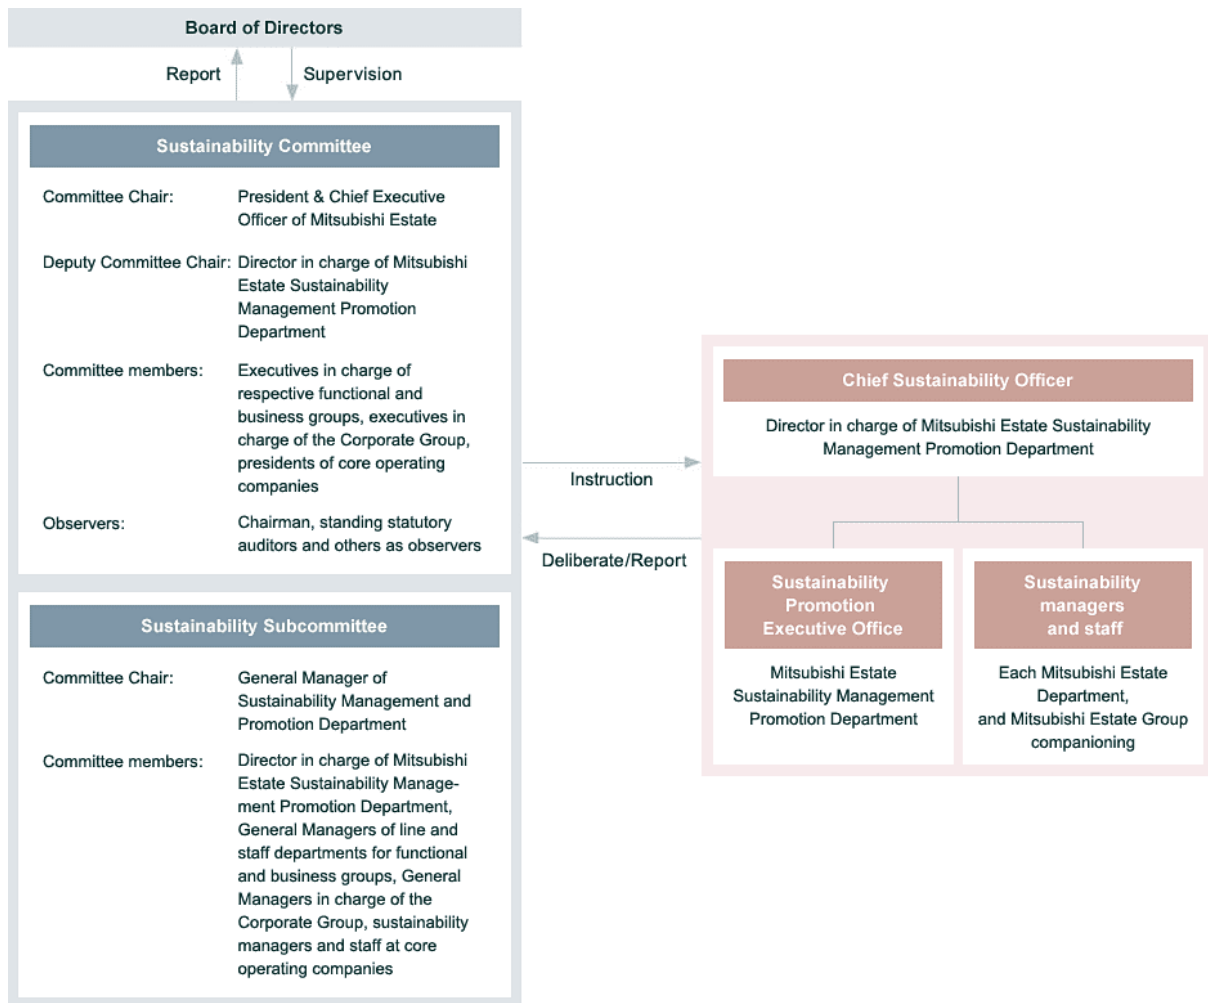 Board of Directors
Report
Supervision
Sustainability Committee
Committee Chair:
President & Chief Executive
Officer of Mitsubishi Estate
Deputy Committee Chair:
Director in charge of Mitsubishi
Estate Sustainability
Management Promotion
Department
Committee members:
Executives in charge of
respective functional and
business groups, executives in
charge of the Corporate Group,
presidents of core operating
companies
Observers:
Chairman, standing statutory
auditors and others as observers
Sustainability Subcommittee
Committee Chair:
General Manager of
Sustainability Management and
Promotion Department
Committee members:
Director in charge of Mitsubishi
Estate Sustainability Manage-
ment Promotion Department,
General Managers of line and
staff departments for functional
and business groups, General
Managers in charge of the
Corporate Group, sustainability
managers and staff at core
operating companies
Instruction
Deliberate/Report
Chief Sustainability Officer
Director in charge of Mitsubishi Estate Sustainability
Management Promotion Department
Sustainability
Promotion
Executive Office
Mitsubishi Estate
Sustainability Management
Promotion Department
Sustainability
managers
and staff
Each Mitsubishi Estate
Department,
and Mitsubishi Estate Group
companioning